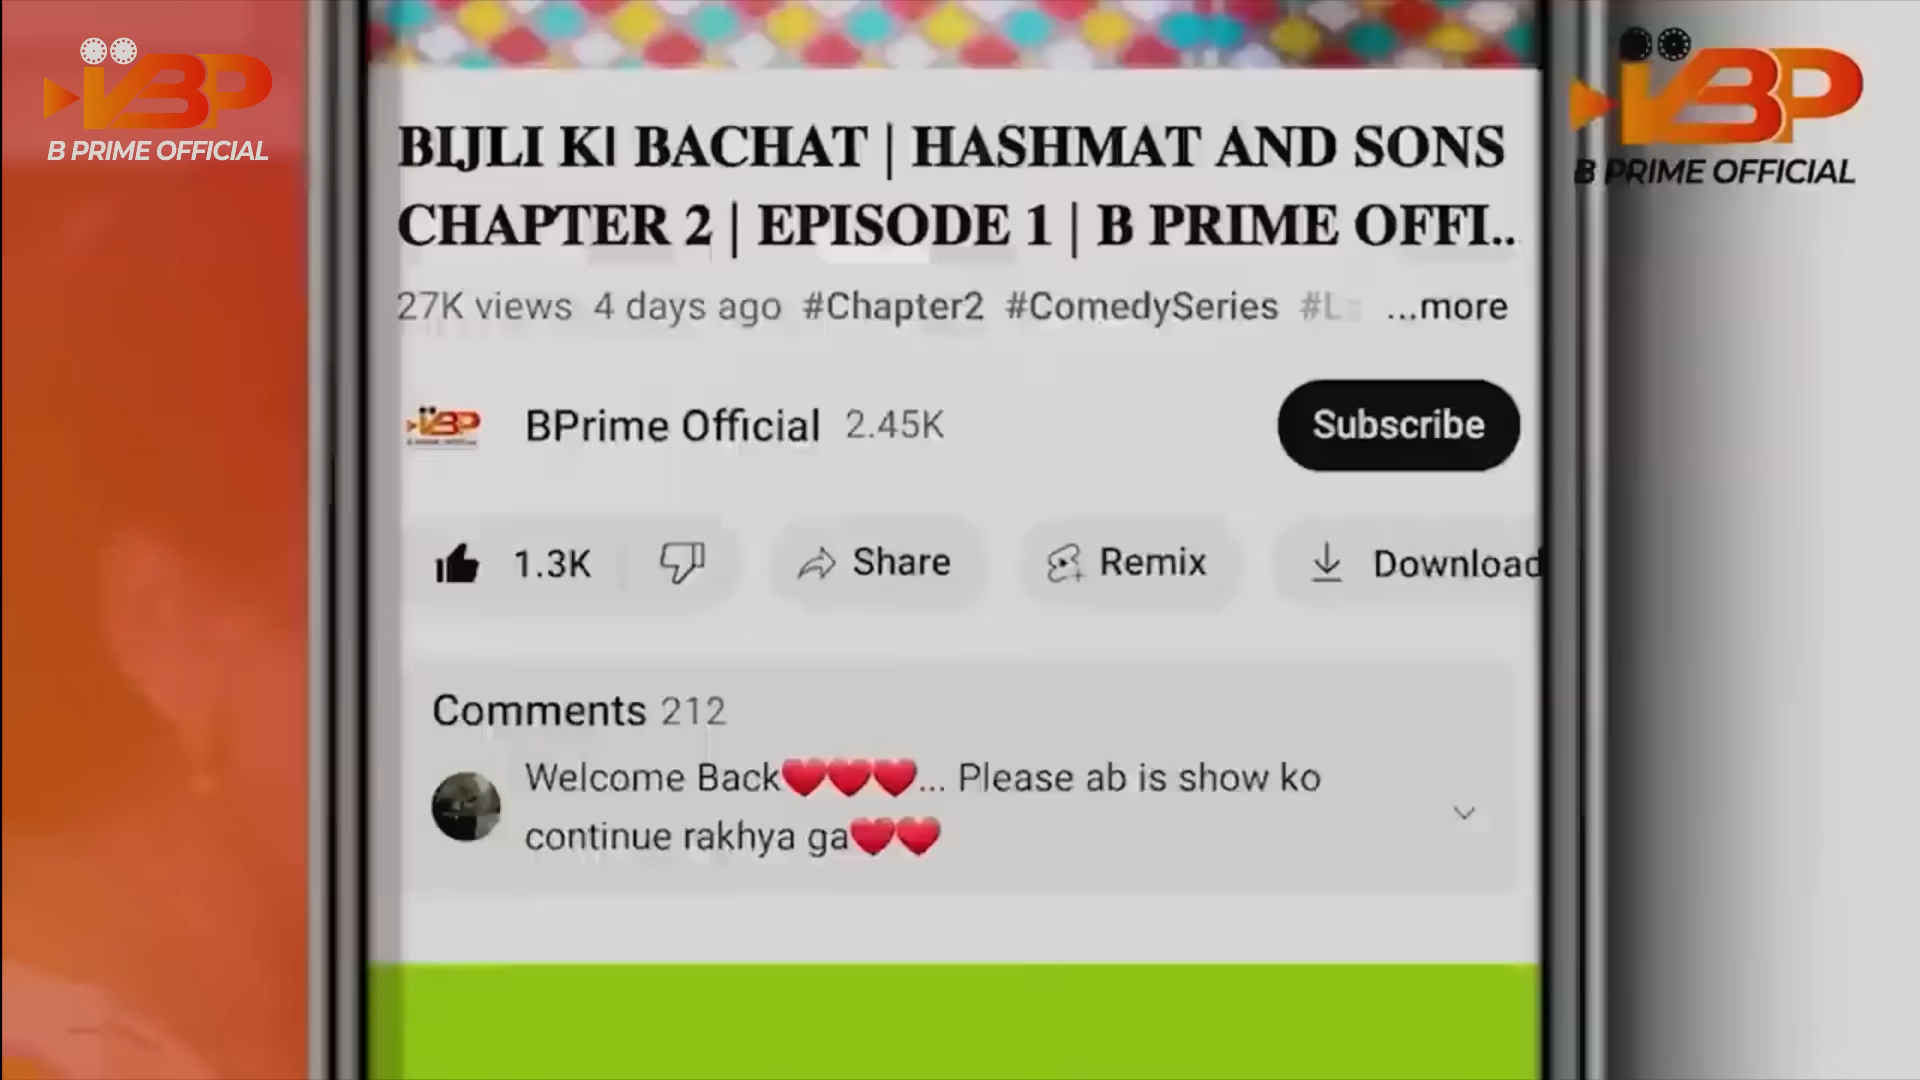 BP
B PRIME OFFICIAL
BP
B PRIME OFFICIAL
BIJLI KI BACHAT | HASHMAT AND SONS
CHAPTER 2 | EPISODE 1 | B PRIME OFFI..
27K views 4 days ago #Chapter2 #ComedySeries ...more
BPrime Official 2.45K Subscribe
1.3K Share Remix Download
Comments 212
Welcome Back❤️❤️❤️... Please ab is show ko
continue rakhya ga❤️❤️